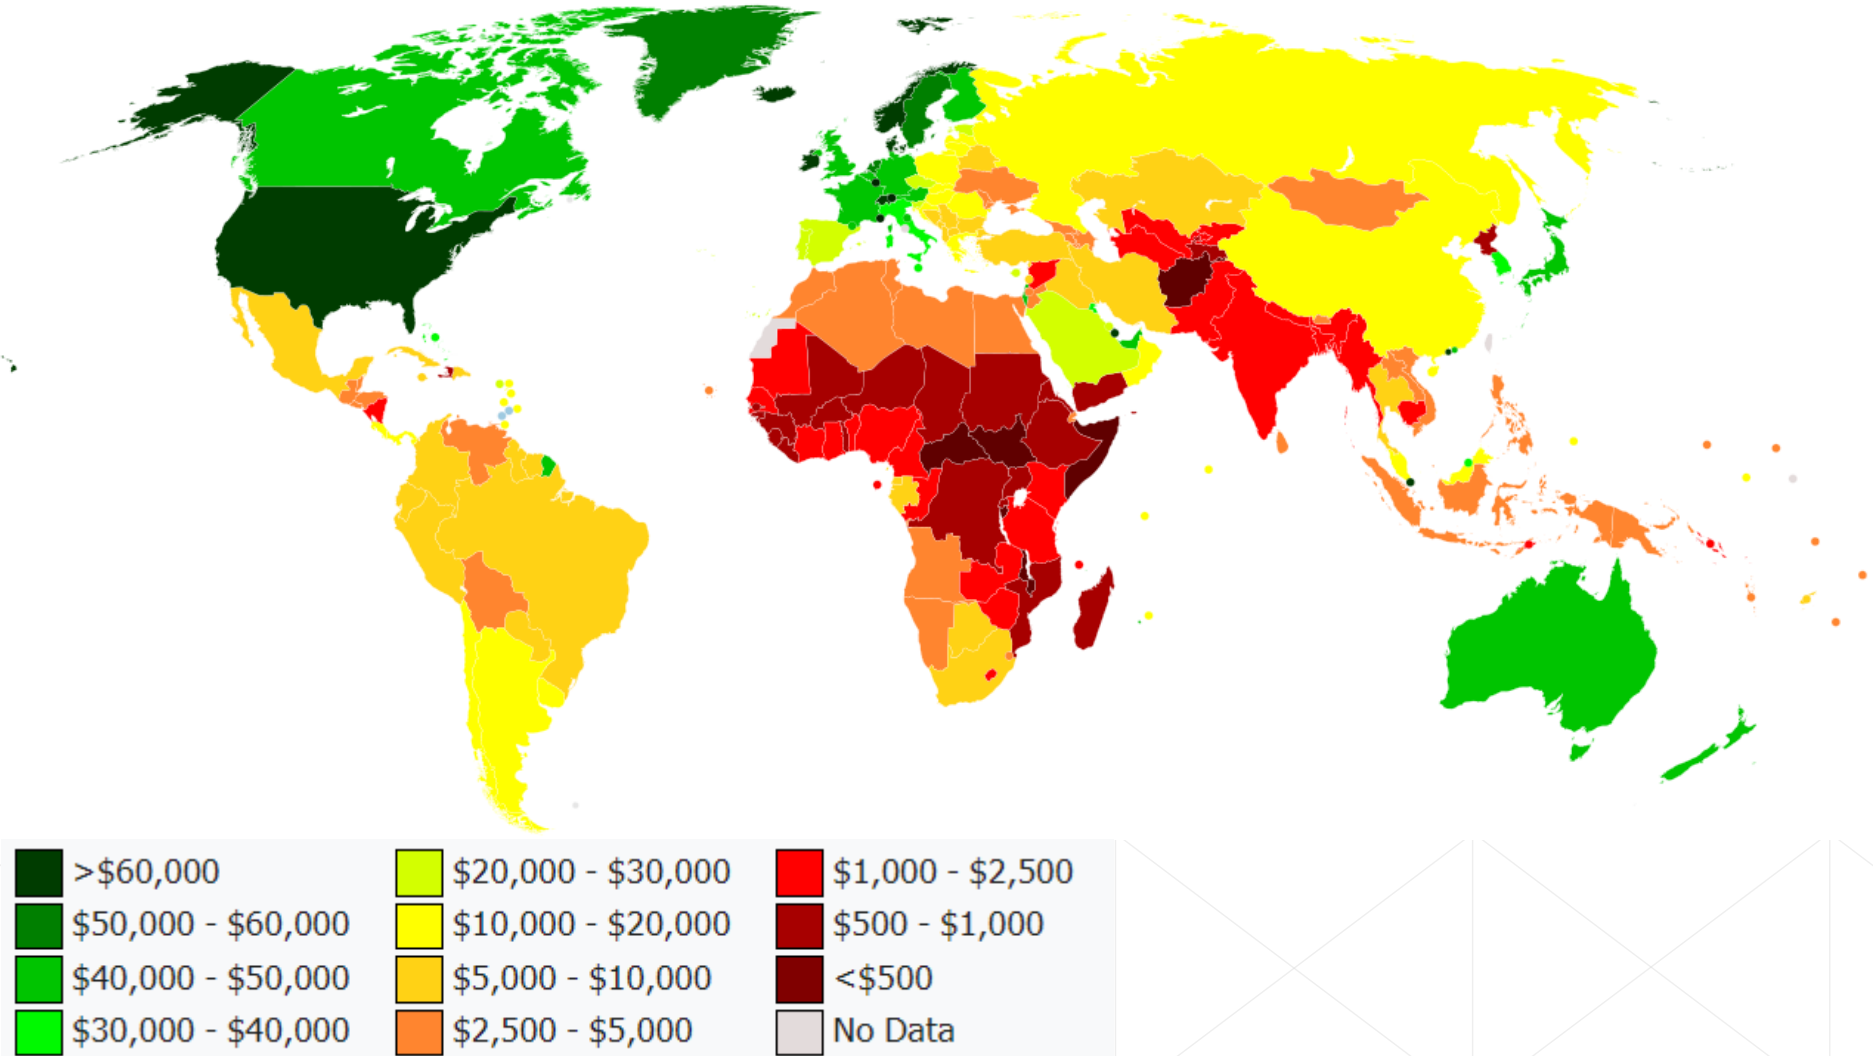 >$60,000
$50,000 - $60,000
$40,000 - $50,000
$30,000 - $40,000
$20,000 - $30,000
$10,000 - $20,000
$5,000 - $10,000
$2,500 - $5,000
$1,000 - $2,500
$500 - $1,000
<$500
No Data